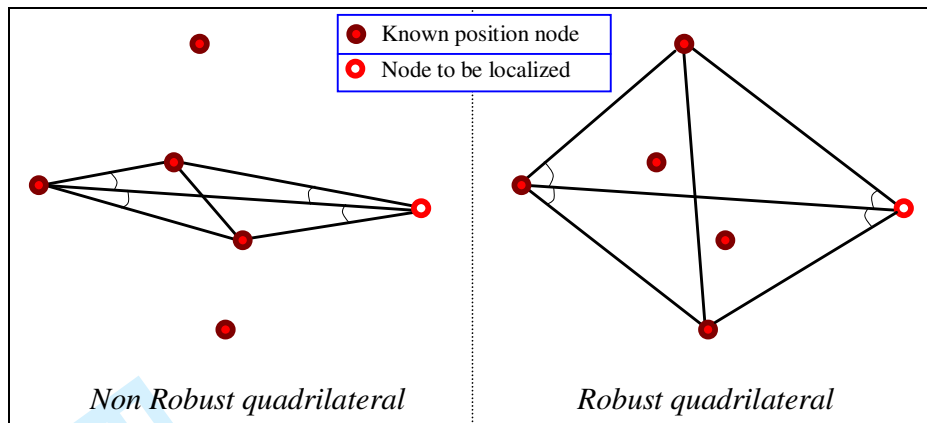 Known position node
Node to be localized
Non Robust quadrilateral
Robust quadrilateral